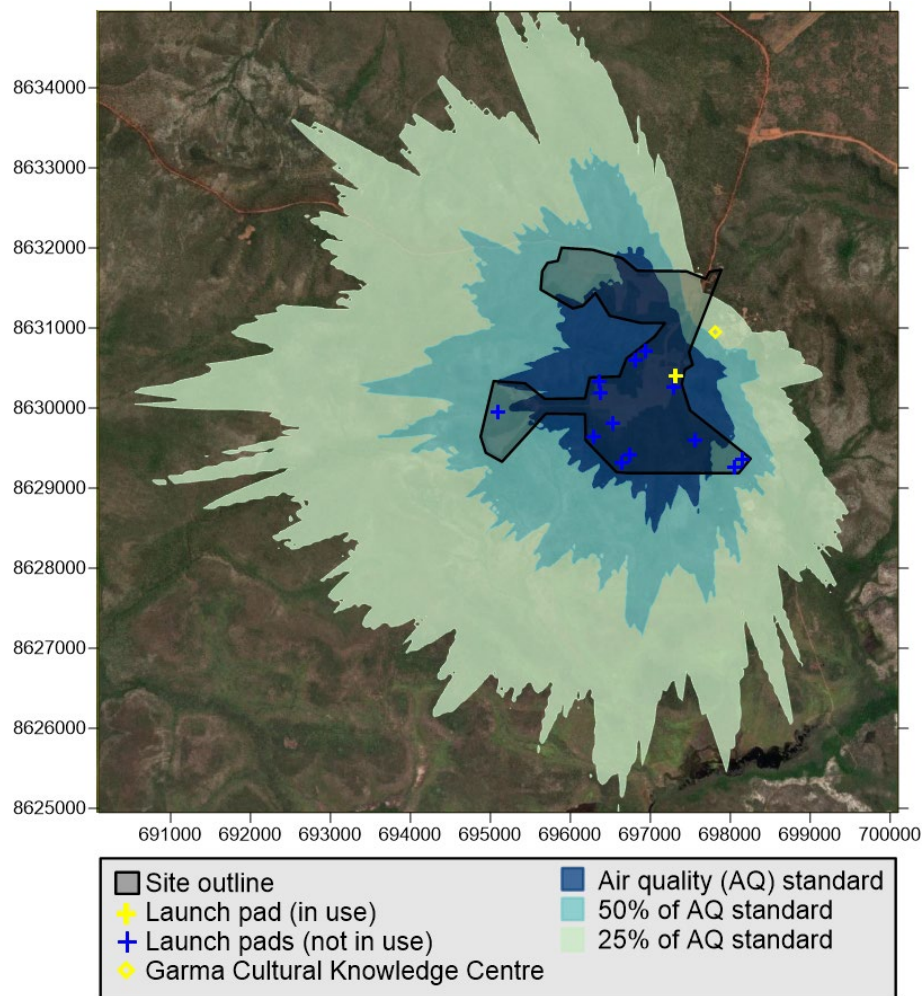 8634000
8633000
8632000
8631000
8630000
8629000
8628000
8627000
8626000
8625000
691000 692000 693000 694000 695000 696000 697000 698000 699000 700000
Site outline
Launch pad (in use)
Launch pads (not in use)
Garma Cultural Knowledge Centre
Air quality (AQ) standard
50% of AQ standard
25% of AQ standard